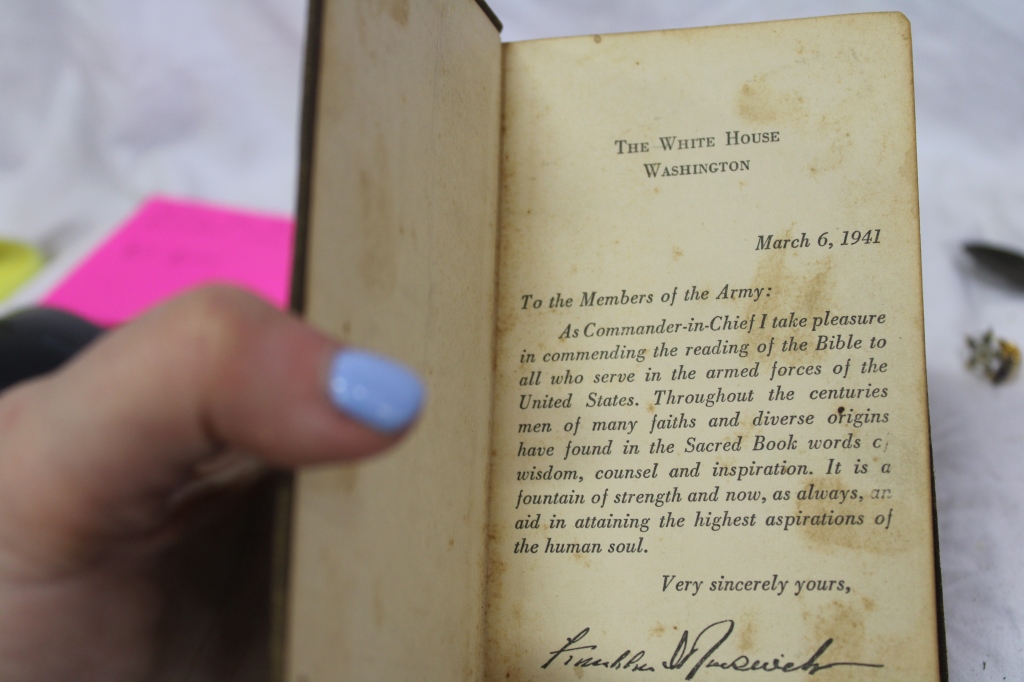 THE WHITE HOUSE
WASHINGTON
March 6, 1941
To the Members of the Army:
As Commander-in-Chief I take pleasure
in commending the reading of the Bible to
all who serve in the armed forces of the
United States. Throughout the centuries
men of many faiths and diverse origins
have found in the Sacred Book words
wisdom, counsel and inspiration. It is a
fountain of strength and now, as always, an
aid in attaining the highest aspirations of
the human soul.
Very sincerely yours,
Franklin D Roosevelt